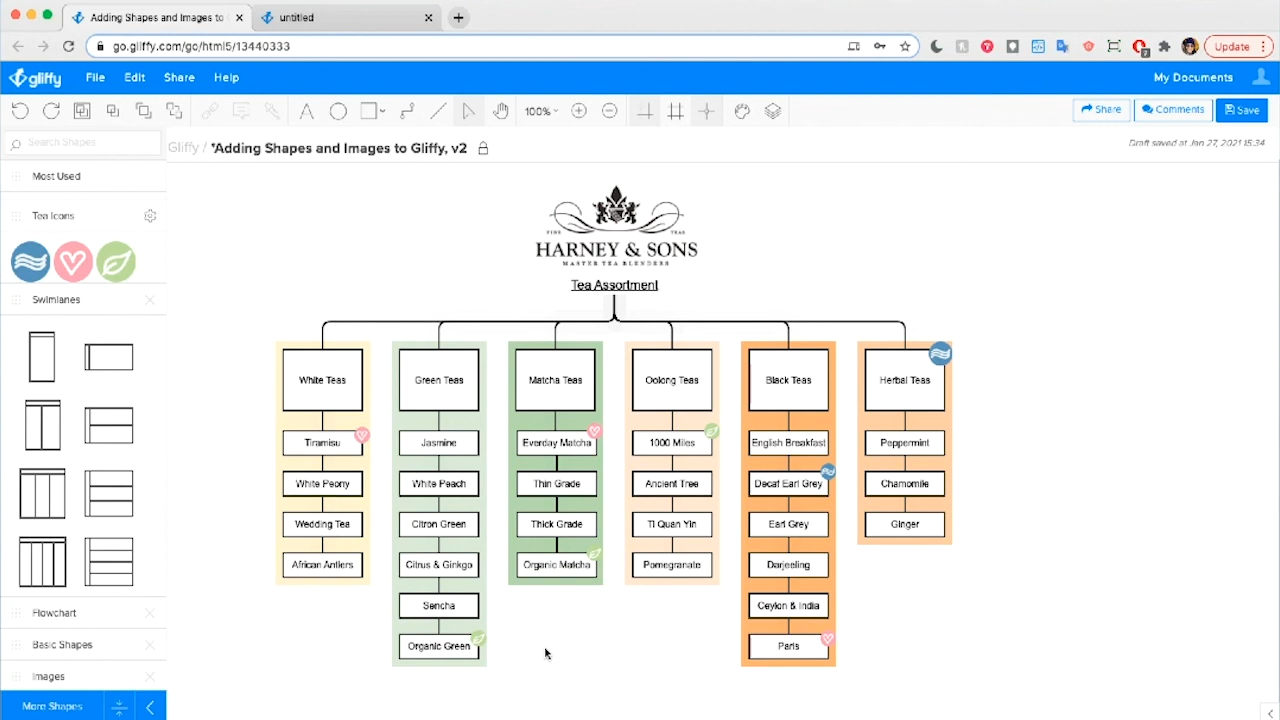 Adding Shapes and Images to
untitled
go.gliffy.com/go/html5/13440333
Update
gliffy
File Edit Share Help
My Documents
100%
Share
Comments
Save
Search Shapes
Gliffy / *Adding Shapes and Images to Gliffy, v2
Draft saved at Jan 27, 2021 15:34
Most Used
Tea Icons
Swimlanes
Flowchart
Basic Shapes
Images
More Shapes
FINE TEAS
HARNEY & SONS
MASTER TEA BLENDERS
Tea Assortment
White Teas
Tiramisu
White Peony
Wedding Tea
African Antlers
Green Teas
Jasmine
White Peach
Citron Green
Citrus & Ginkgo
Sencha
Organic Green
Matcha Teas
Everday Matcha
Thin Grade
Thick Grade
Organic Matcha
Oolong Teas
1000 Miles
Ancient Tree
Ti Quan Yin
Pomegranate
Black Teas
English Breakfast
Decaf Earl Grey
Earl Grey
Darjeeling
Ceylon & India
Paris
Herbal Teas
Peppermint
Chamomile
Ginger